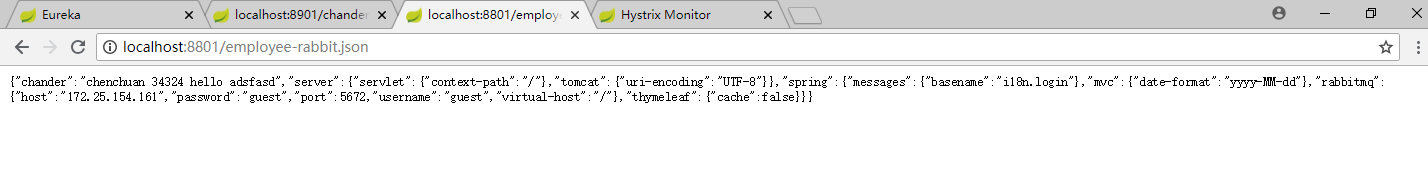 Eureka
localhost:8901/chander
localhost:8801/employe
Hystrix Monitor
localhost:8801/employee-rabbit.json
{"chander":"chenchuan 34324 hello adsfasd","server":{"servlet":{"context-path":"/"},"tomcat":{"uri-encoding":"UTF-8"}},"spring":{"messages":{"basename":"i18n.login"},"mvc":{"date-format":"yyyy-MM-dd"},"rabbitmq":
{"host":"172.25.154.161","password":"guest","port":5672,"username":"guest","virtual-host":"/"},"thymeleaf":{"cache":false}}}